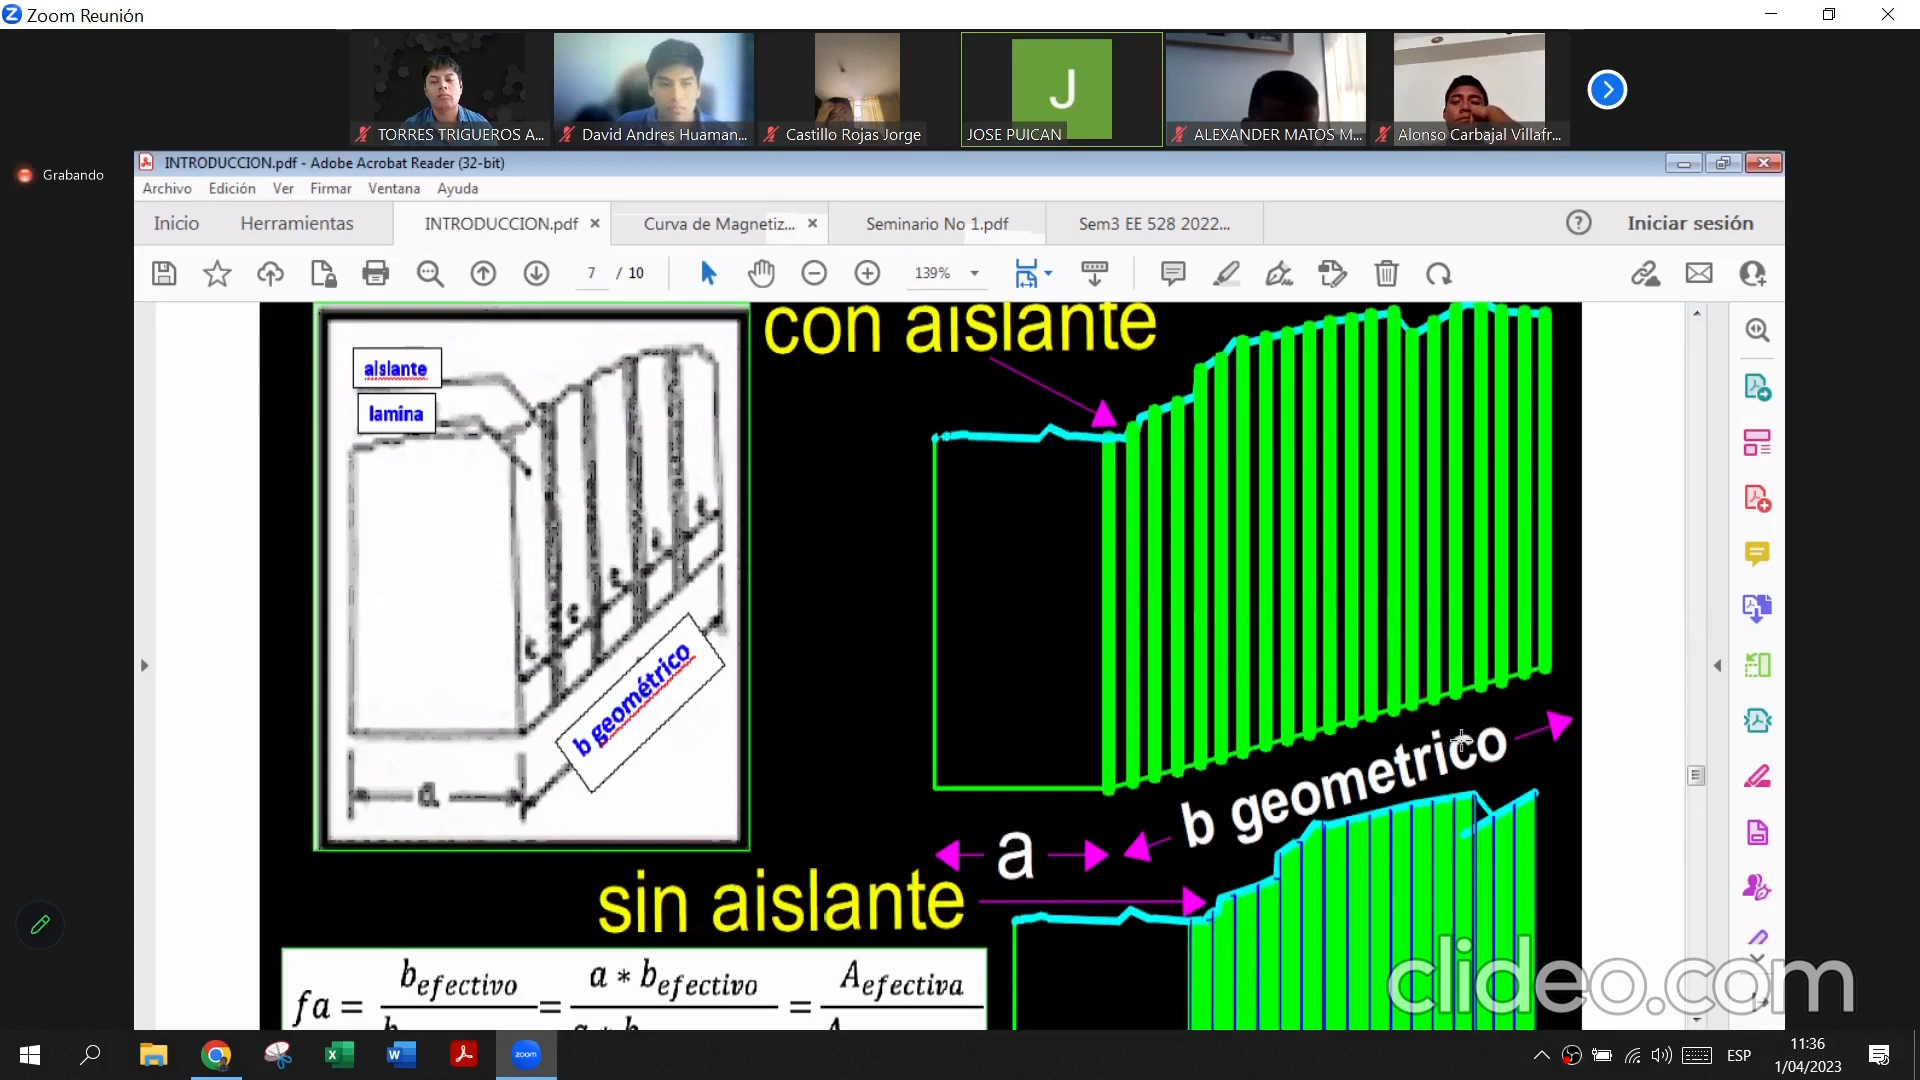 Zoom Reunión
TORRES TRIGUEROS A...
David Andres Huaman...
Castillo Rojas Jorge
J
JOSE PUICAN
ALEXANDER MATOS M...
Alonso Carbajal Villafr...
Grabando
INTRODUCCION.pdf - Adobe Acrobat Reader (32-bit)
Archivo Edición Ver Firmar Ventana Ayuda
Inicio Herramientas INTRODUCCION.pdf Curva de Magnetiz... Seminario No 1.pdf Sem3 EE 528 2022... Iniciar sesión
7 / 10 139%
con aislante
aislante
lamina
t
t
t
t
t
b geométrico
a
b geometrico
a
sin aislante
fa = b_efectivo / = a * b_efectivo / a * b = A_efectiva / A
clideo.com
ESP
11:36
1/04/2023